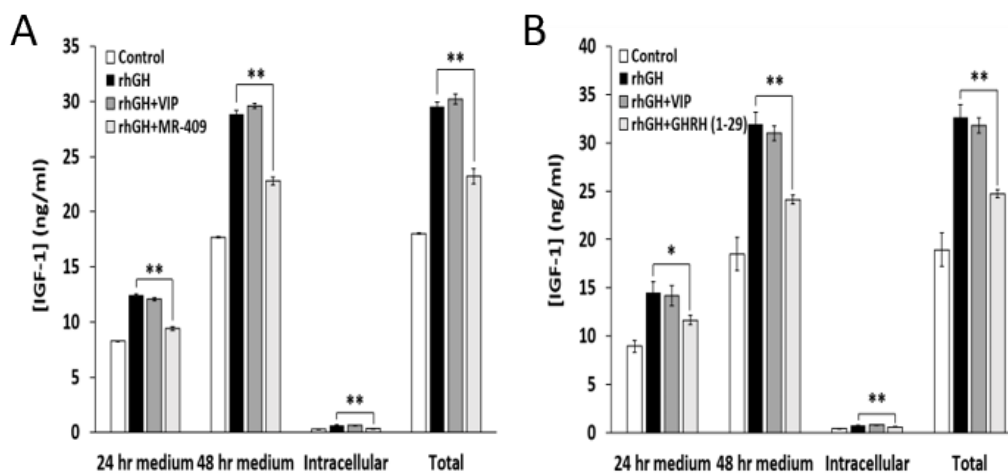 A
[IGF-1] (ng/ml)
35
30
25
20
15
10
5
0
Control
rhGH
rhGH+VIP
rhGH+MR-409
**
**
**
**
24 hr medium 48 hr medium Intracellular Total
B
[IGF-1] (ng/ml)
40
35
30
25
20
15
10
5
0
Control
rhGH
rhGH+VIP
rhGH+GHRH (1-29)
*
**
**
**
24 hr medium 48 hr medium Intracellular Total